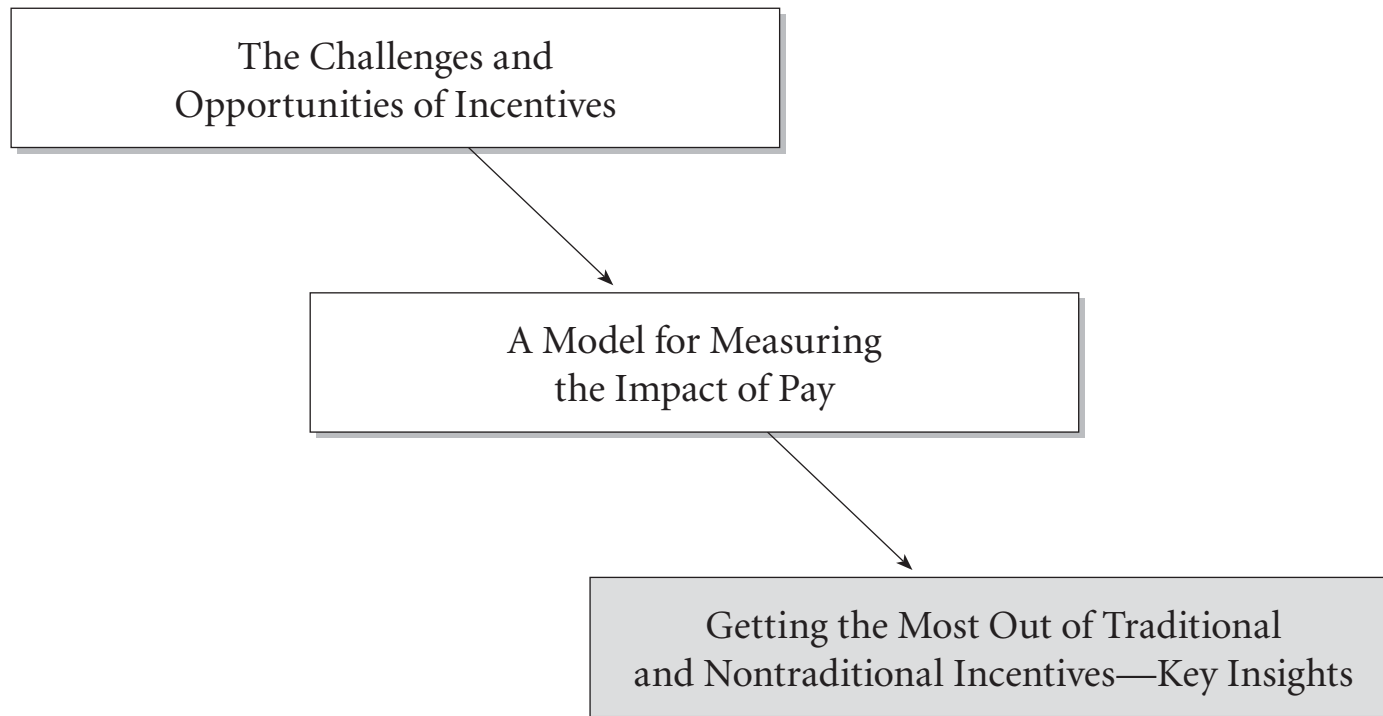 The Challenges and
Opportunities of Incentives
A Model for Measuring
the Impact of Pay
Getting the Most Out of Traditional
and Nontraditional Incentives—Key Insights